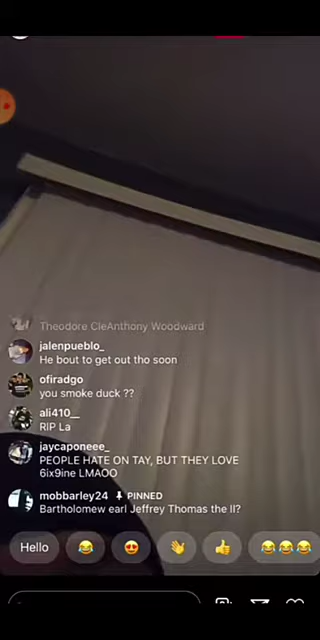 Theodore CleAnthony Woodward
jalenpueblo_
He bout to get out tho soon
ofiradgo
you smoke duck ??
ali410__
RIP La
jaycaponeee_
PEOPLE HATE ON TAY, BUT THEY LOVE
6ix9ine LMAOO
mobbarley24 PINNED
Bartholomew earl Jeffrey Thomas the II?
Hello